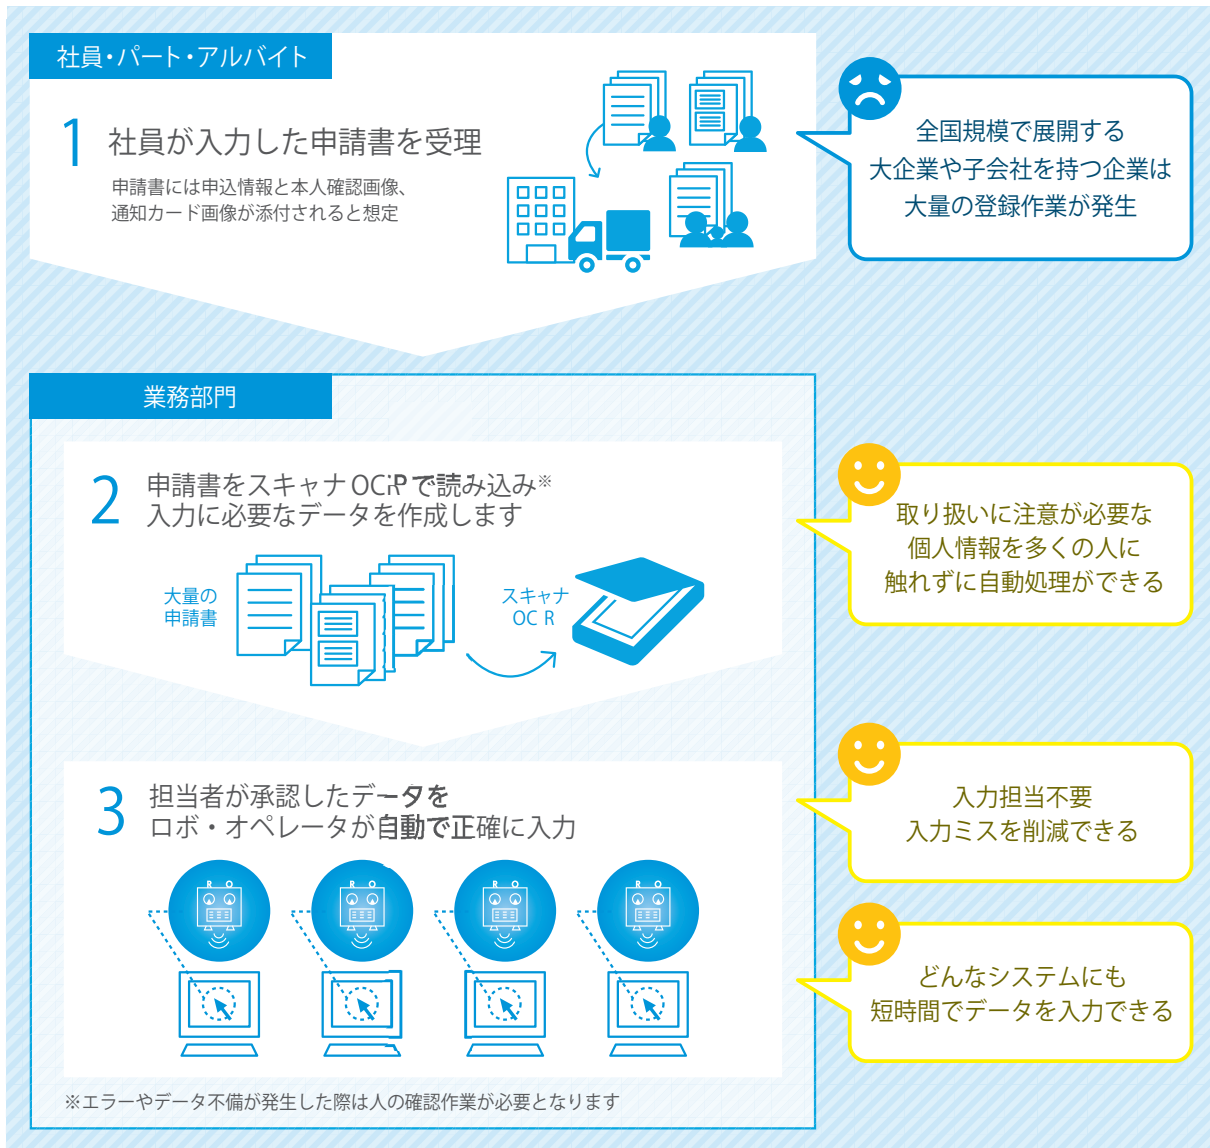 社員・パート・アルバイト
1 社員が入力した申請書を受理
申請書には申込情報と本人確認画像、
通知カード画像が添付されると想定
全国規模で展開する
大企業や子会社を持つ企業は
大量の登録作業が発生
業務部門
2 申請書をスキャナOCRで読み込み※
入力に必要なデータを作成します
大量の
申請書
スキャナ
OC R
取り扱いに注意が必要な
個人情報を多くの人に
触れずに自動処理ができる
3 担当者が承認したデータを
ロボ・オペレータが自動で正確に入力
R O
R O
R O
R O
入力担当不要
入力ミスを削減できる
どんなシステムにも
短時間でデータを入力できる
※エラーやデータ不備が発生した際は人の確認作業が必要となります